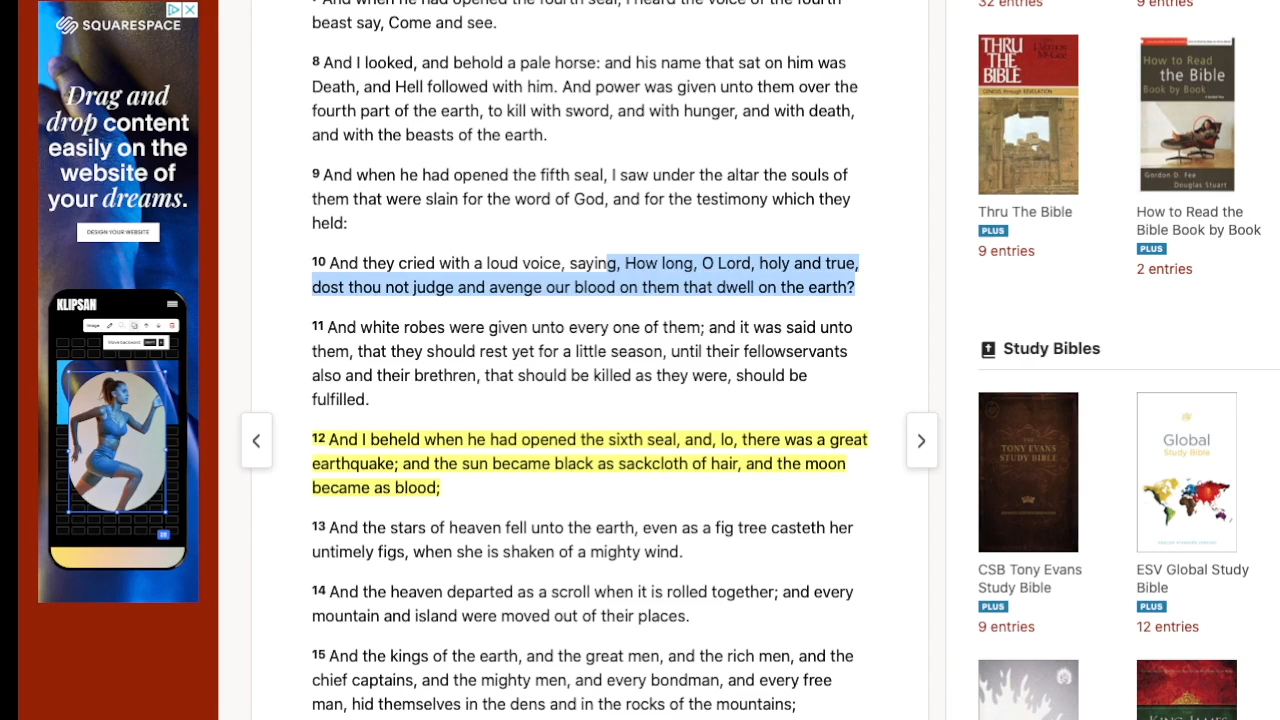 SQUARESPACE
Drag and
drop content
easily on the
website of
your dreams.
DESIGN YOUR WEBSITE
KLIPSAN
Image
Move backward
beast say, Come and see.
8 And I looked, and behold a pale horse: and his name that sat on him was
Death, and Hell followed with him. And power was given unto them over the
fourth part of the earth, to kill with sword, and with hunger, and with death,
and with the beasts of the earth.
9 And when he had opened the fifth seal, I saw under the altar the souls of
them that were slain for the word of God, and for the testimony which they
held:
10 And they cried with a loud voice, saying, How long, O Lord, holy and true,
dost thou not judge and avenge our blood on them that dwell on the earth?
11 And white robes were given unto every one of them; and it was said unto
them, that they should rest yet for a little season, until their fellowservants
also and their brethren, that should be killed as they were, should be
fulfilled.
12 And I beheld when he had opened the sixth seal, and, lo, there was a great
earthquake; and the sun became black as sackcloth of hair, and the moon
became as blood;
13 And the stars of heaven fell unto the earth, even as a fig tree casteth her
untimely figs, when she is shaken of a mighty wind.
14 And the heaven departed as a scroll when it is rolled together; and every
mountain and island were moved out of their places.
15 And the kings of the earth, and the great men, and the rich men, and the
chief captains, and the mighty men, and every bondman, and every free
man, hid themselves in the dens and in the rocks of the mountains;
32 entries
9 entries
THRU
THE
BIBLE
J. Vernon
McGee
GENESIS through REVELATION
Thru The Bible
PLUS
9 entries
How to Read
the Bible
Book by Book
Gordon D. Fee
Douglas Stuart
How to Read the
Bible Book by Book
PLUS
2 entries
Study Bibles
THE
TONY EVANS
STUDY BIBLE
CSB Tony Evans
Study Bible
PLUS
9 entries
Global
Study Bible
ESV Global Study
Bible
PLUS
12 entries
KING JAMES